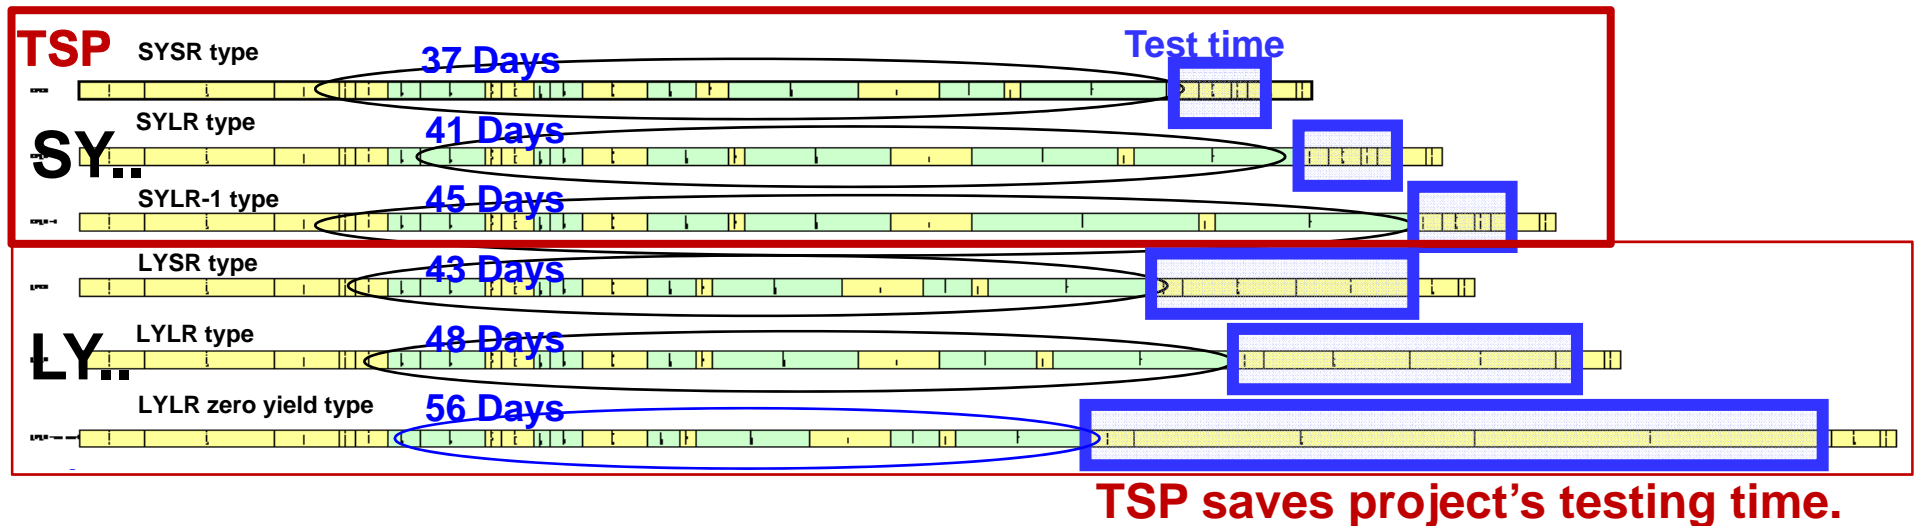 TSP
SYSR type
37 Days
Test time
SYLR type
41 Days
SY..
SYLR-1 type
45 Days
LYSR type
43 Days
LYLR type
48 Days
LY..
LYLR zero yield type
56 Days
TSP saves project's testing time.